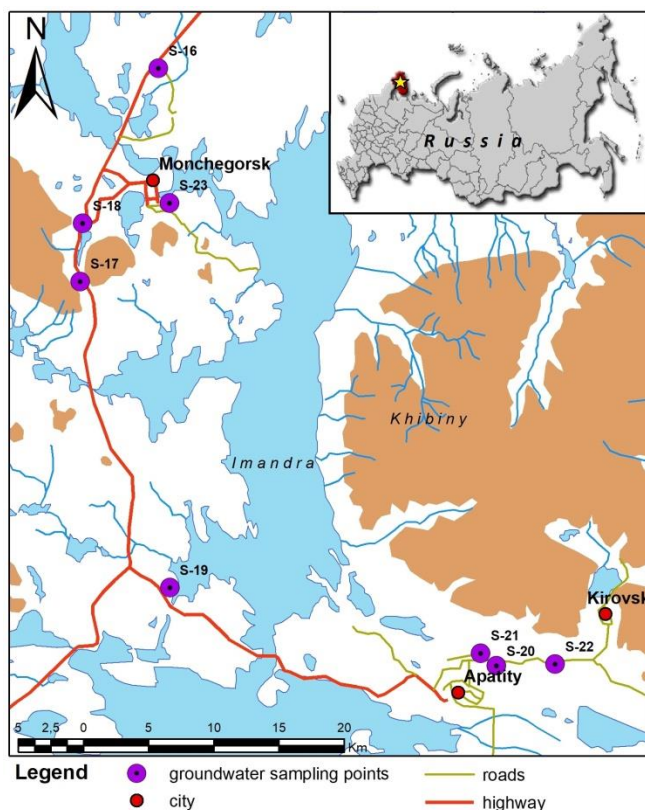 S-16
N
Russia
Monchegorsk
S-23
S-18
S-17
Khibiny
Imandra
S-19
Kirovsk
S-21
S-20
S-22
Apatity
5 2,5 0 5 10 15 20
Km
Legend
groundwater sampling points
roads
city
highway